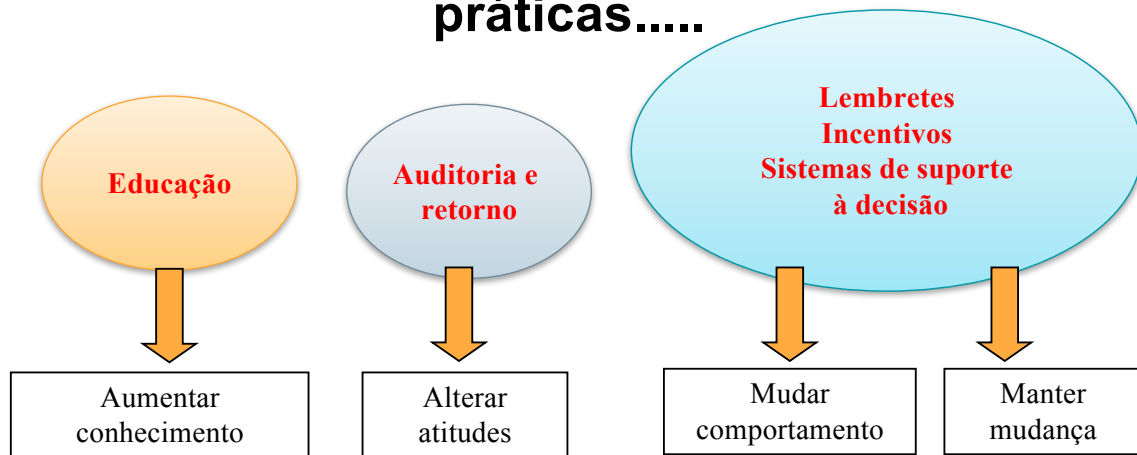 práticas.....
Educação
Auditoria e
retorno
Lembretes
Incentivos
Sistemas de suporte
à decisão
Aumentar
conhecimento
Alterar
atitudes
Mudar
comportamento
Manter
mudança